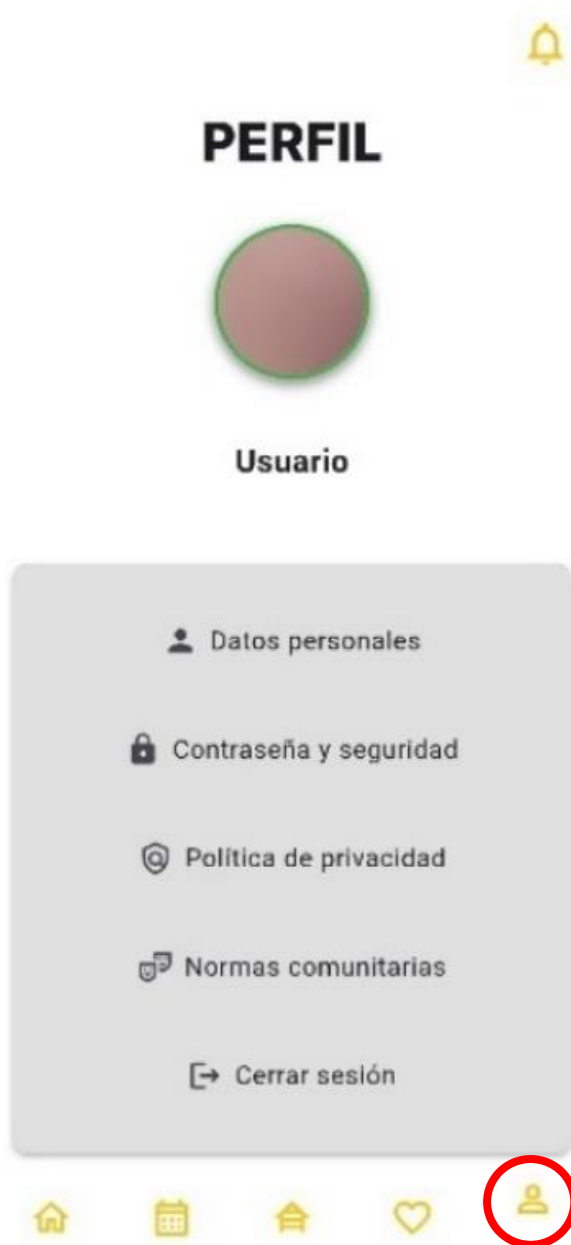 PERFIL
Usuario
Datos personales
Contraseña y seguridad
Política de privacidad
Normas comunitarias
Cerrar sesión